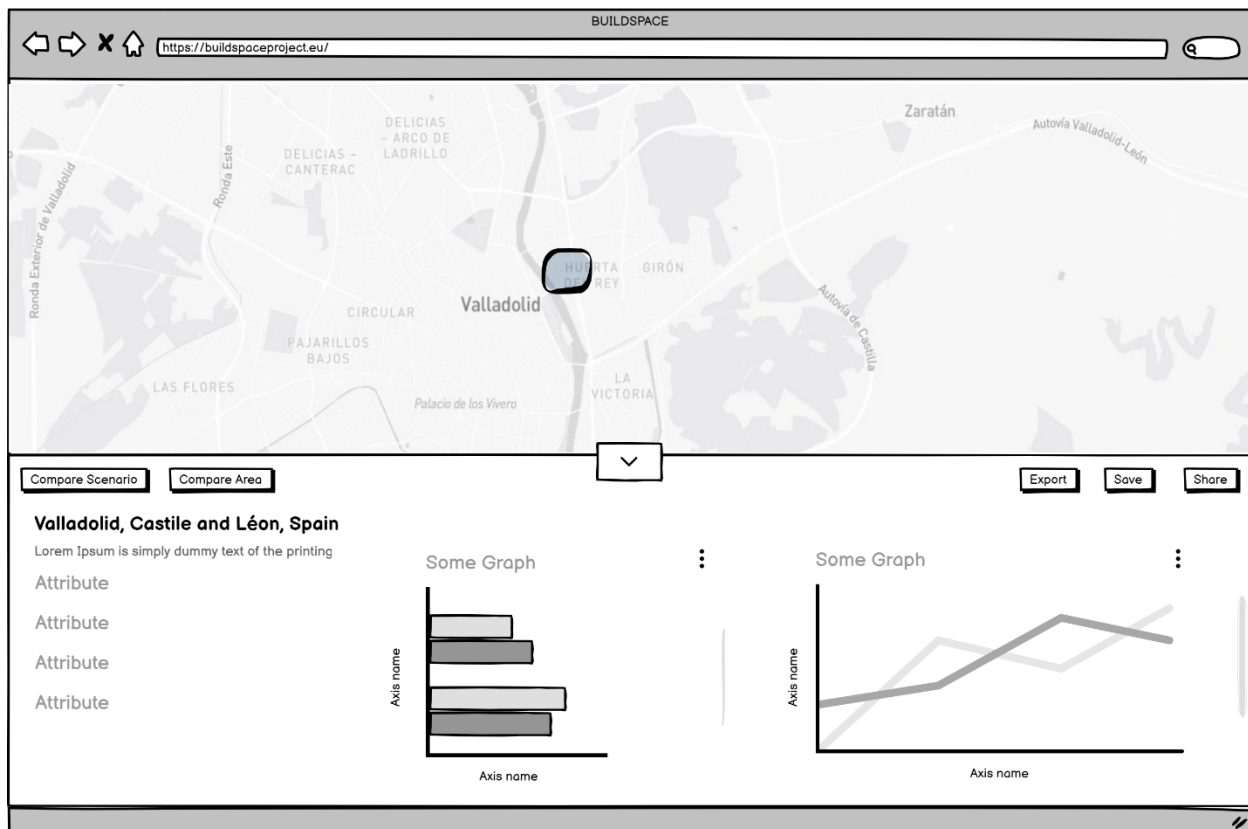 BUILDSPACE
https://buildspaceproject.eu/
Zaratán
Autovía Valladolid-León
DELICIAS
- ARCO DE
LADRILLO
DELICIAS –
CANTERAC
Ronda Este
Ronda Exterior de Valladolid
HUERTA
DEL REY
GIRÓN
Valladolid
CIRCULAR
Autovía de Castilla
PAJARILLOS
BAJOS
LAS FLORES
LA
VICTORIA
Palacio de los Vivero
Compare Scenario
Compare Area
Export
Save
Share
Valladolid, Castile and Léon, Spain
Lorem Ipsum is simply dummy text of the printing
Attribute
Attribute
Attribute
Attribute
Some Graph
Axis name
Axis name
Some Graph
Axis name
Axis name